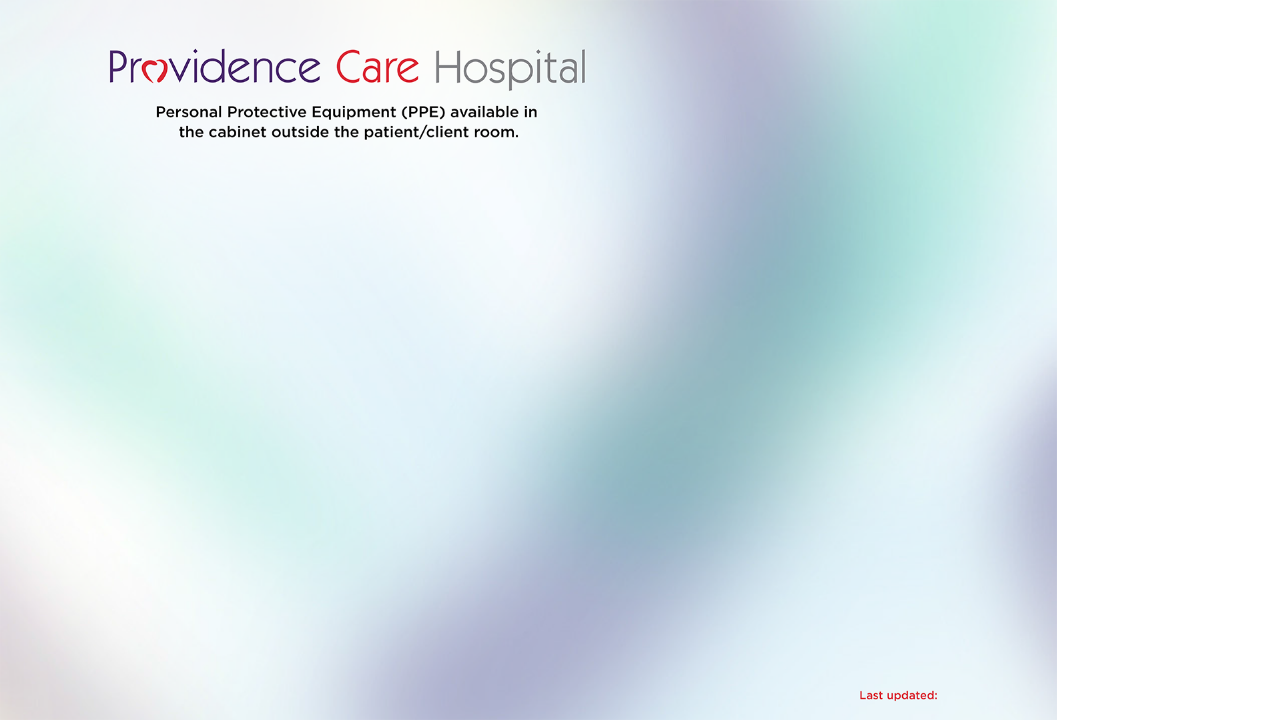 Providence Care Hospital
Personal Protective Equipment (PPE) available in
the cabinet outside the patient/client room.
Last updated: